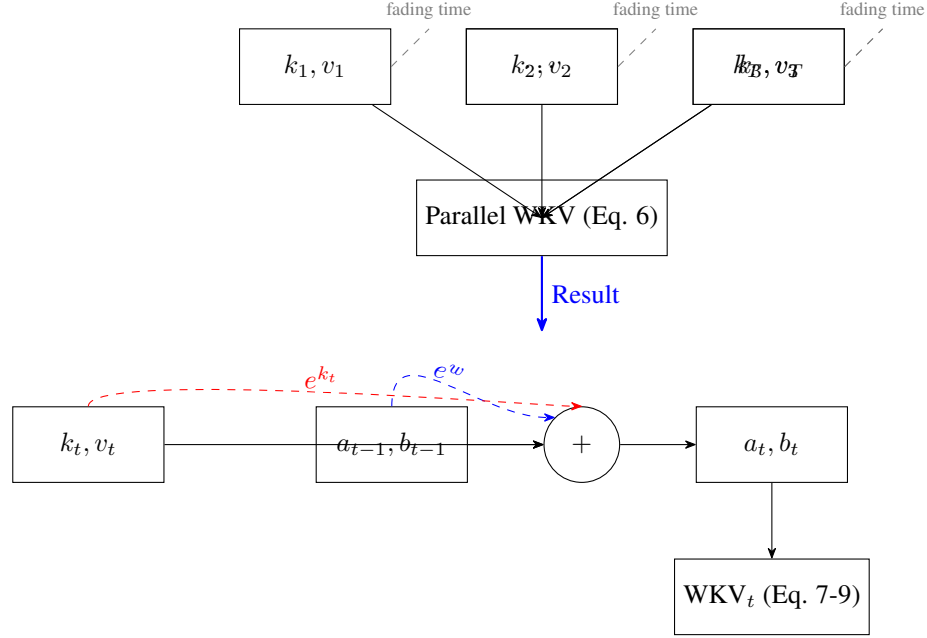 fading time fading time fading time
k₁, v₁ k₂, v₂
Parallel WKV (Eq. 6)
Result
e^{k_t} e^w
k_t, v_t a_{t−1}, b_{t−1} + a_t, b_t
WKV_t (Eq. 7-9)